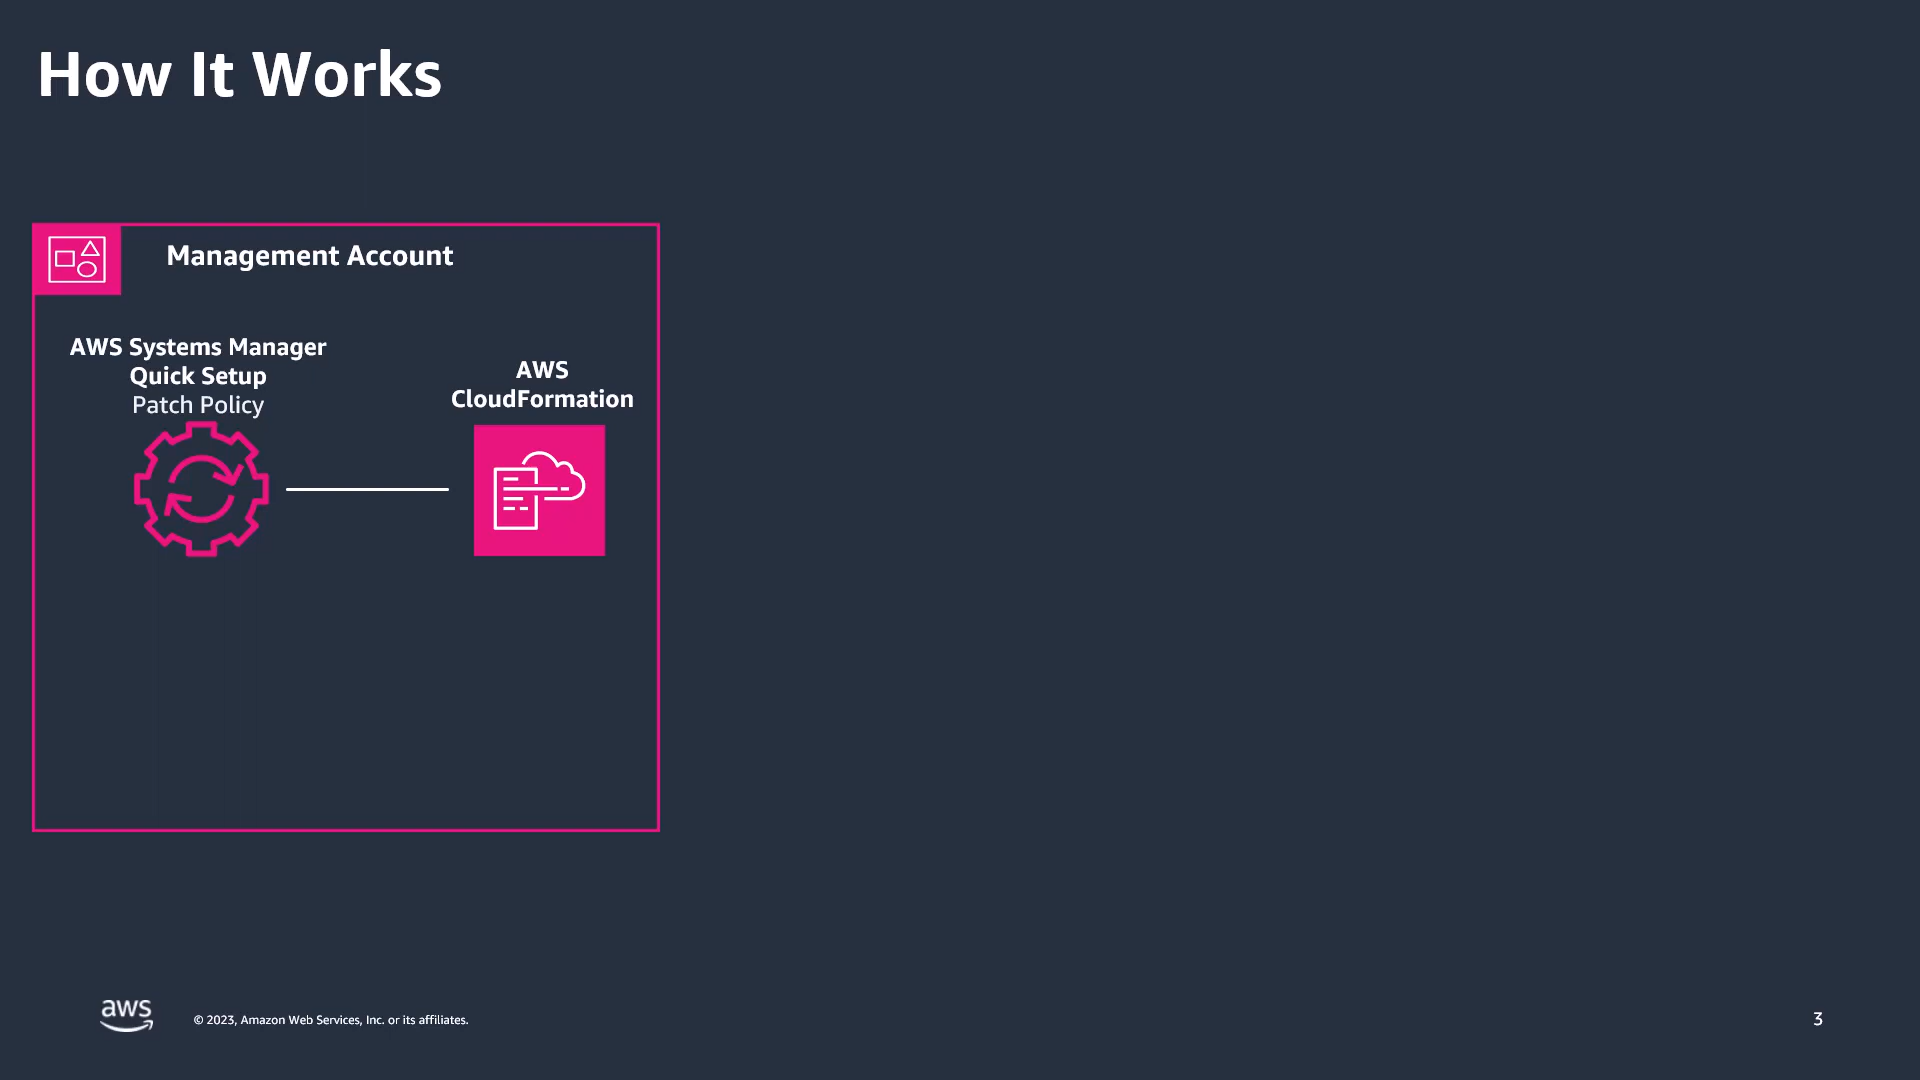 How It Works
Management Account
AWS Systems Manager
Quick Setup
Patch Policy
AWS
CloudFormation
aws
© 2023, Amazon Web Services, Inc. or its affiliates.
3